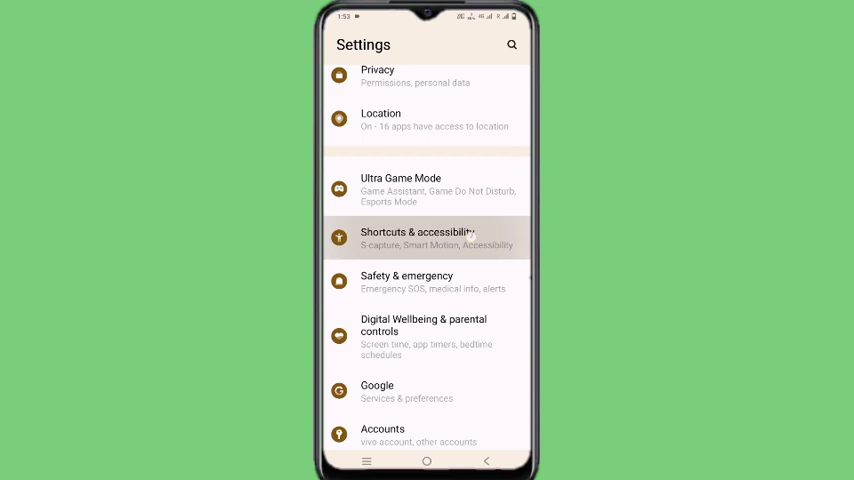 1:53
Settings
Privacy
Permissions, personal data
Location
On - 16 apps have access to location
Ultra Game Mode
Game Assistant, Game Do Not Disturb,
Esports Mode
Shortcuts & accessibility
S-capture, Smart Motion, Accessibility
Safety & emergency
Emergency SOS, medical info, alerts
Digital Wellbeing & parental
controls
Screen time, app timers, bedtime
schedules
Google
Services & preferences
Accounts
vivo account, other accounts